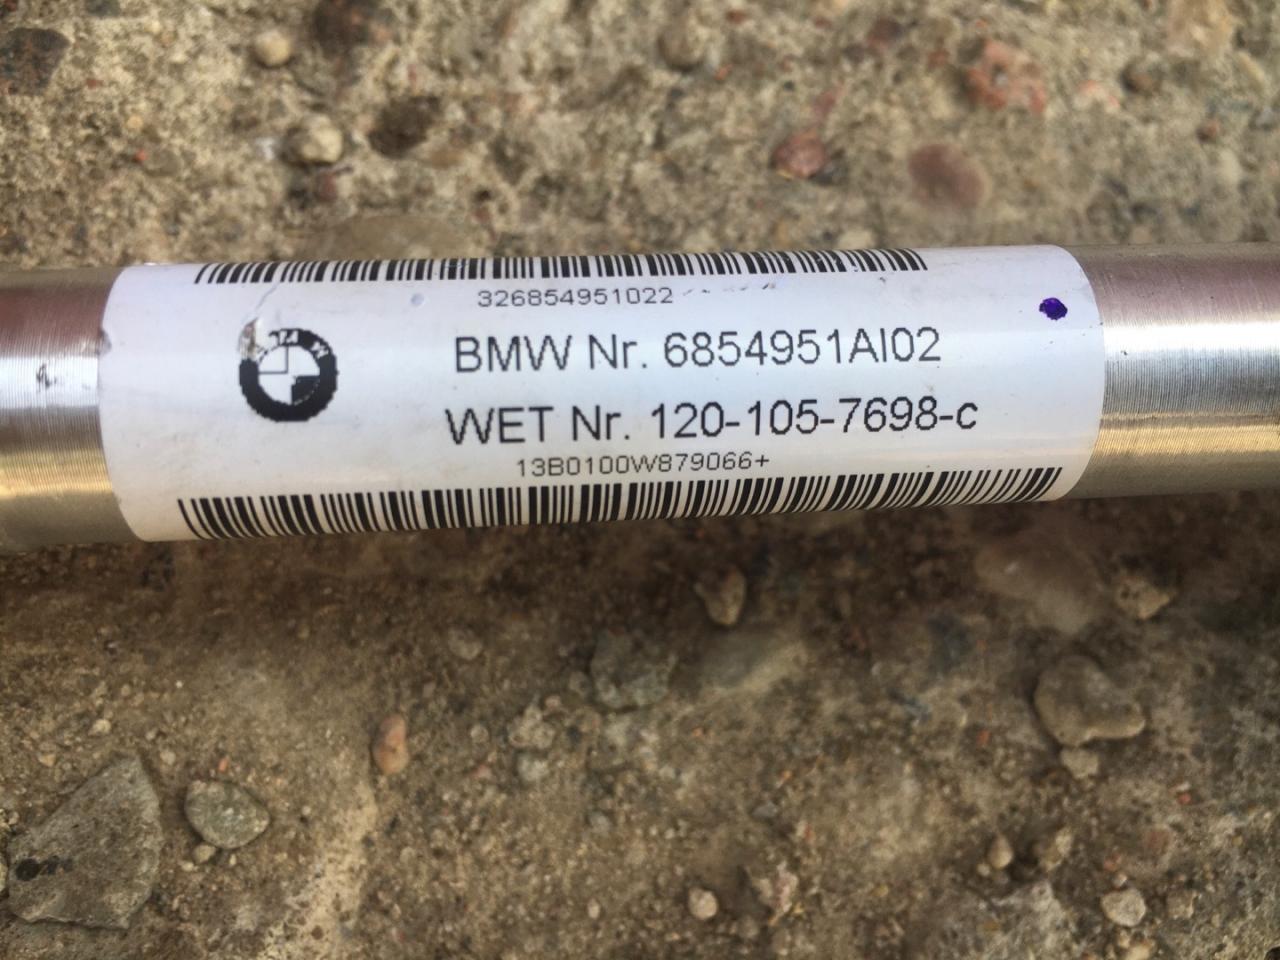 326854951022
BMW Nr. 6854951AI02
WET Nr. 120-105-7698-c
13B0100W879066+